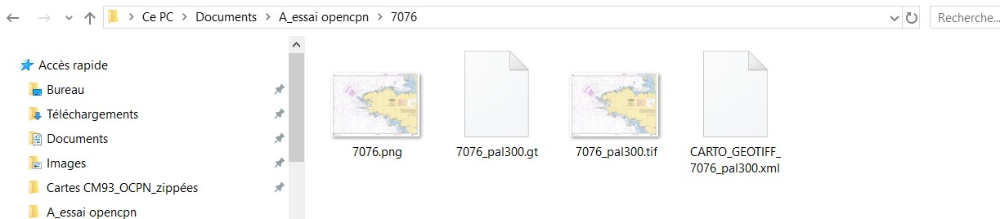 Ce PC > Documents > A_essai opencpn > 7076
Recherche...
Accès rapide
Bureau
Téléchargements
Documents
Images
Cartes CM93_OCPN_zippées
A_essai opencpn
7076.png
7076_pal300.gt
7076_pal300.tif
CARTO_GEOTIFF_
7076_pal300.xml